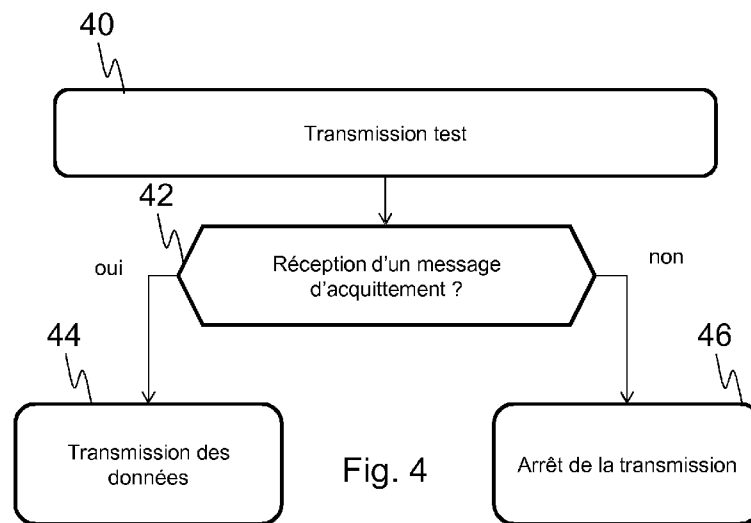 40
Transmission test
42
oui
Réception d'un message
d'acquittement ?
non
44
46
Transmission des
données
Fig. 4
Arrêt de la transmission